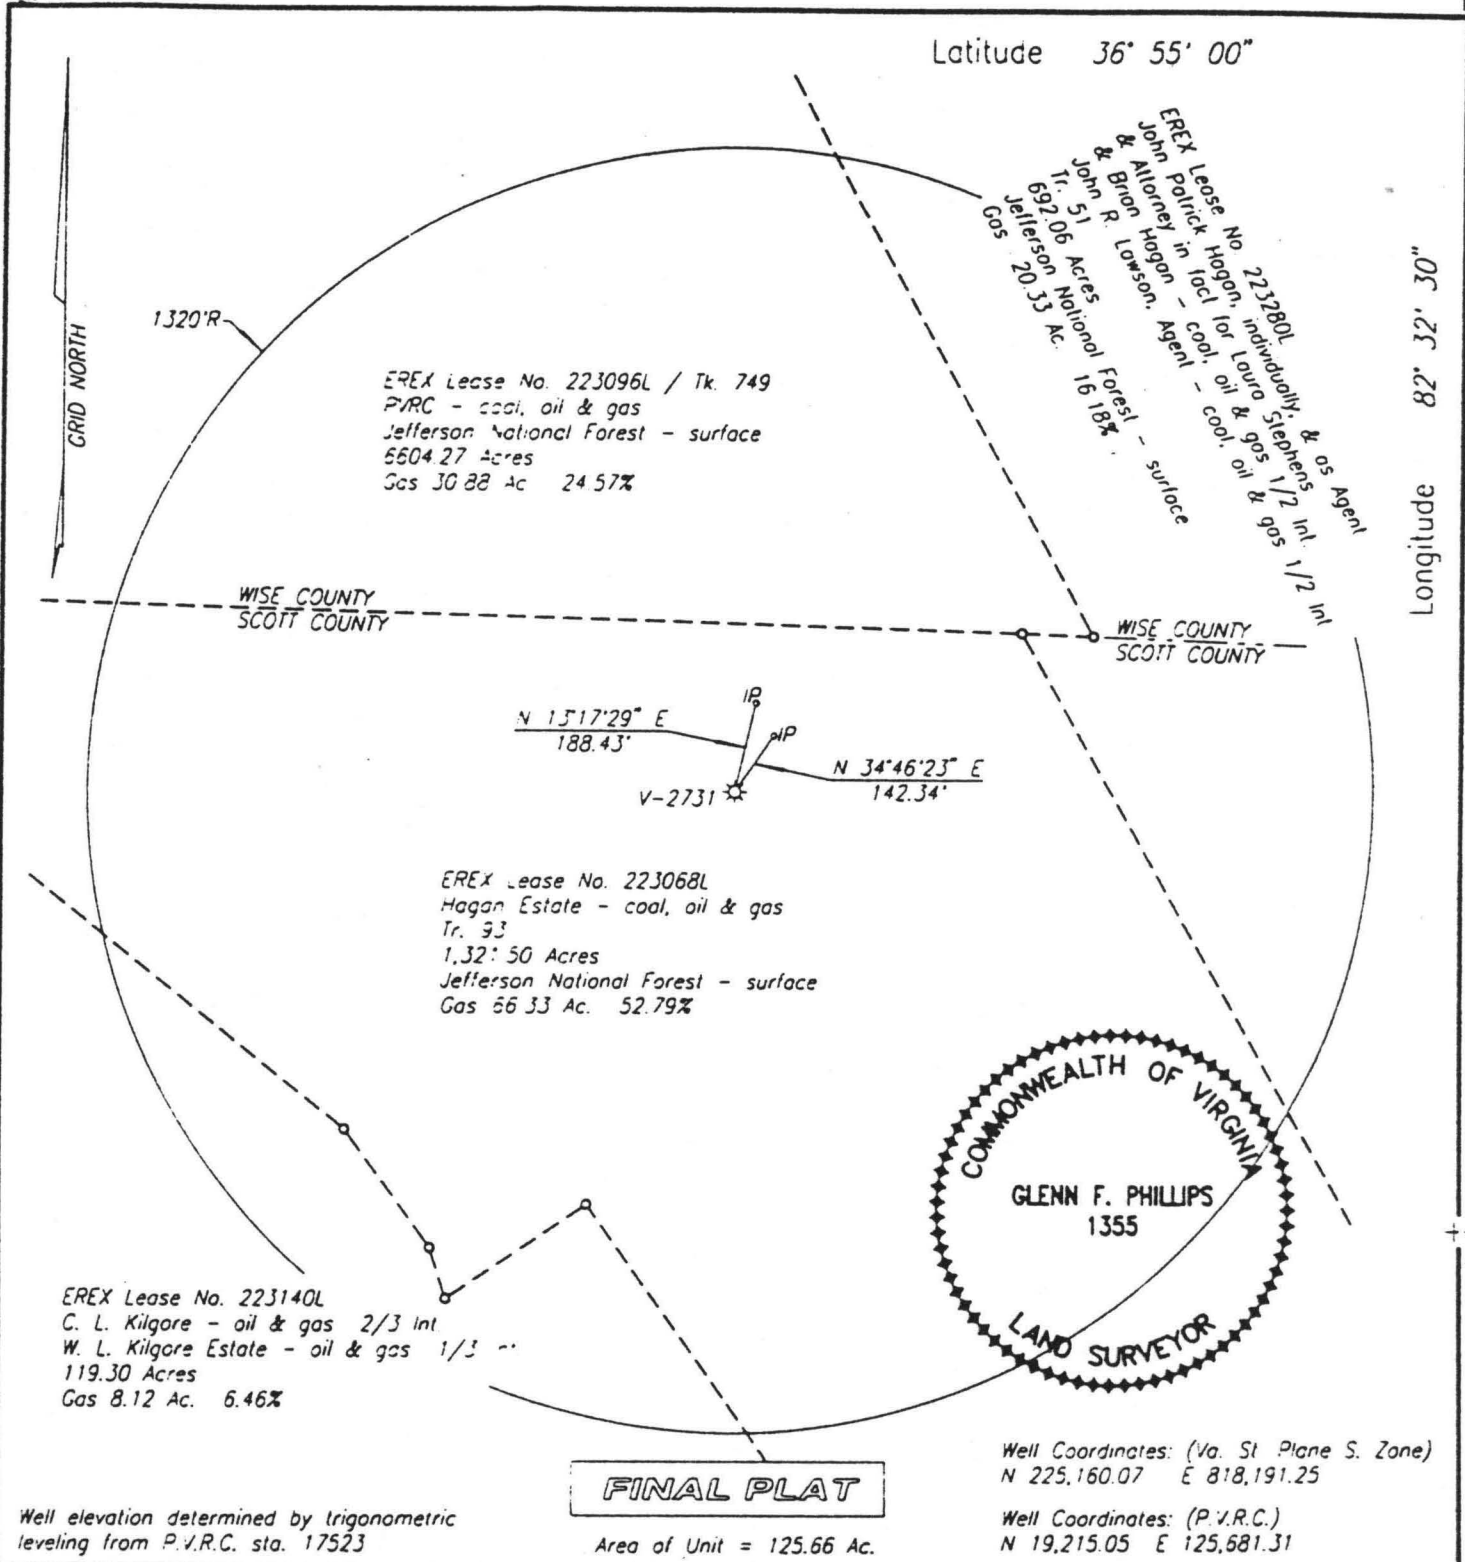 Latitude 36° 55' 00"
EREX Lease No. 223280L
John Patrick Hagan, individually, & as Agent
& Attorney in fact for Laura Stephens
& Brian Hagan - coal, oil & gas 1/2 Int.
John R. Lawson, Agent - coal, oil & gas 1/2 Int
Tr. 51
692.06 Acres
Jefferson National Forest - surface
Gas 20.33 Ac. 16.18%
Longitude 82° 32' 30"
GRID NORTH
1320'R
EREX Lease No. 223096L / Tk. 749
PVRC - coal, oil & gas
Jefferson National Forest - surface
6604.27 Acres
Gas 30.88 Ac 24.57%
WISE COUNTY
SCOTT COUNTY
WISE COUNTY
SCOTT COUNTY
IP
IP
N 13°17'29" E
188.43'
N 34°46'23" E
142.34'
V-2731
EREX Lease No. 223068L
Hagan Estate - coal, oil & gas
Tr. 93
Acres
Jefferson National Forest - surface
Gas 66.33 Ac. 52.79%
COMMONWEALTH OF VIRGINIA
GLENN F. PHILLIPS
1355
LAND SURVEYOR
EREX Lease No. 223140L
C. L. Kilgore - oil & gas 2/3 Int
W. L. Kilgore Estate - oil & gas 1/3
119.30 Acres
Gas 8.12 Ac. 6.46%
FINAL PLAT
Area of Unit = 125.66 Ac.
Well elevation determined by trigonometric
leveling from P.V.R.C. sta. 17523
Well Coordinates: (Va. St Plane S. Zone)
N 225,160.07 E 818,191.25
Well Coordinates: (P.V.R.C.)
N 19,215.05 E 125,681.31